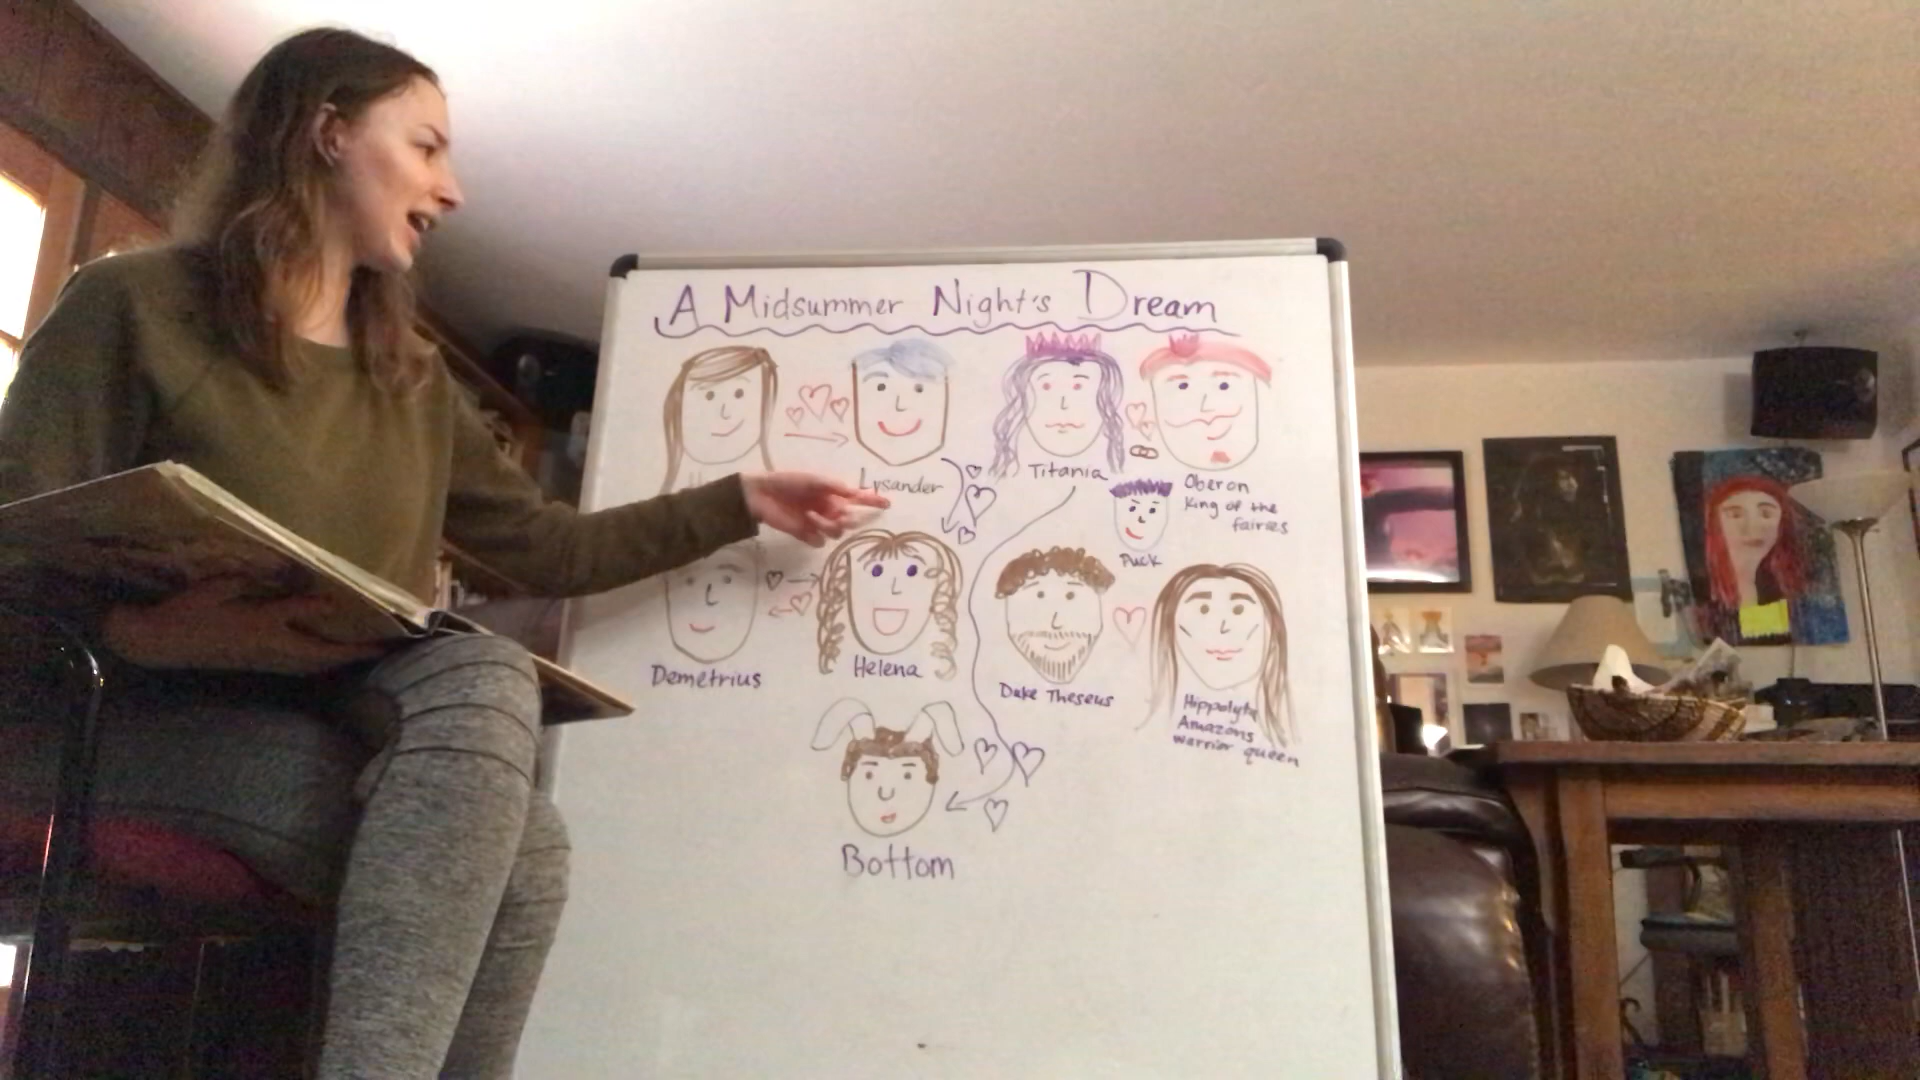 A Midsummer Night's Dream
Lysander
Titania
Oberon
King of the
fairies
Puck
Demetrius
Helena
Duke Theseus
Hippolyta
Amazons
warrior queen
Bottom